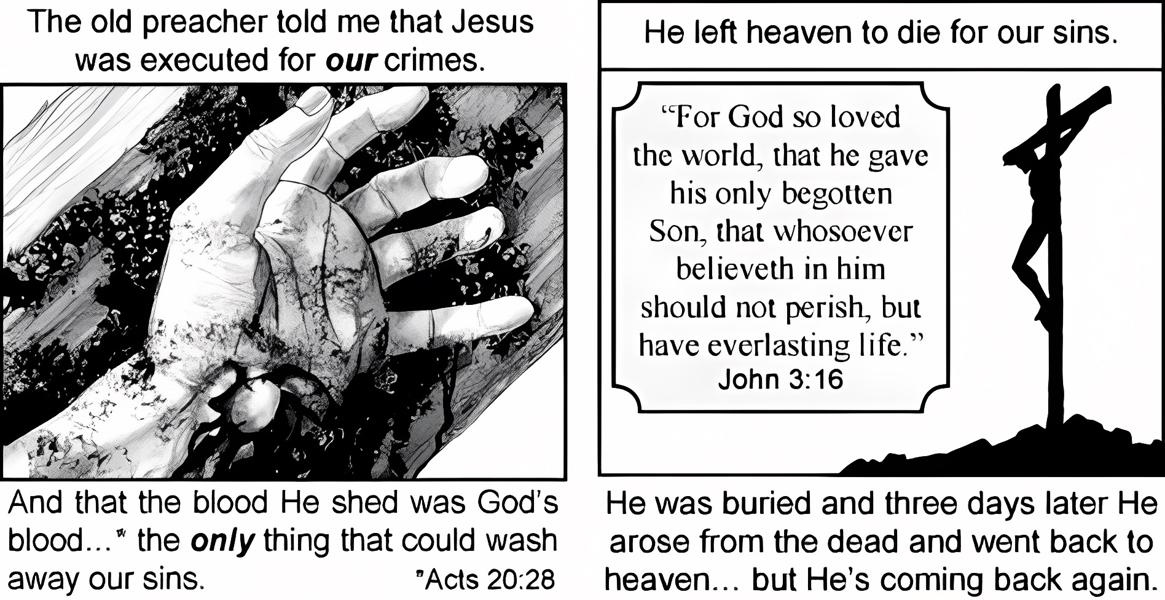 The old preacher told me that Jesus
was executed for our crimes.
And that the blood He shed was God's
blood...* the only thing that could wash
away our sins.
*Acts 20:28
He left heaven to die for our sins.
“For God so loved
the world, that he gave
his only begotten
Son, that whosoever
believeth in him
should not perish, but
have everlasting life.”
John 3:16
He was buried and three days later He
arose from the dead and went back to
heaven... but He's coming back again.